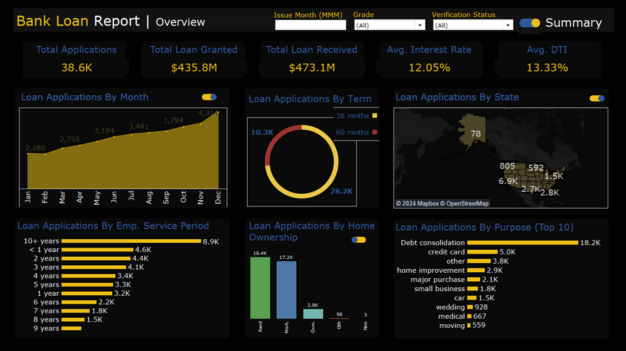 Bank Loan Report | Overview
Issue Month (MMM)
Grade
(All)
Verification Status
(All)
Summary
Total Applications
38.6K
Total Loan Granted
$435.8M
Total Loan Received
$473.1M
Avg. Interest Rate
12.05%
Avg. DTI
13.33%
Loan Applications By Month
2,280
2,755
3,184
3,441
3,794
4,314
Jan
Feb
Mar
Apr
May
Jun
Jul
Aug
Sep
Oct
Nov
Dec
Loan Applications By Term
36 mnths
60 mnths
10.3K
28.2K
Loan Applications By State
78
805
592
6.9K
1.5K
2.7K
2.8K
© 2024 Mapbox © OpenStreetMap
Loan Applications By Emp. Service Period
10+ years 8.9K
< 1 year 4.6K
2 years 4.4K
3 years 4.1K
4 years 3.4K
5 years 3.3K
1 year 3.2K
6 years 2.2K
7 years 1.8K
8 years 1.5K
9 years
Loan Applications By Home
Ownership
18.4K
17.2K
2.8K
98
3
Rent
Mort.
Own.
Oth
Non
Loan Applications By Purpose (Top 10)
Debt consolidation 18.2K
credit card 5.0K
other 3.8K
home improvement 2.9K
major purchase 2.1K
small business 1.8K
car 1.5K
wedding 928
medical 667
moving 559